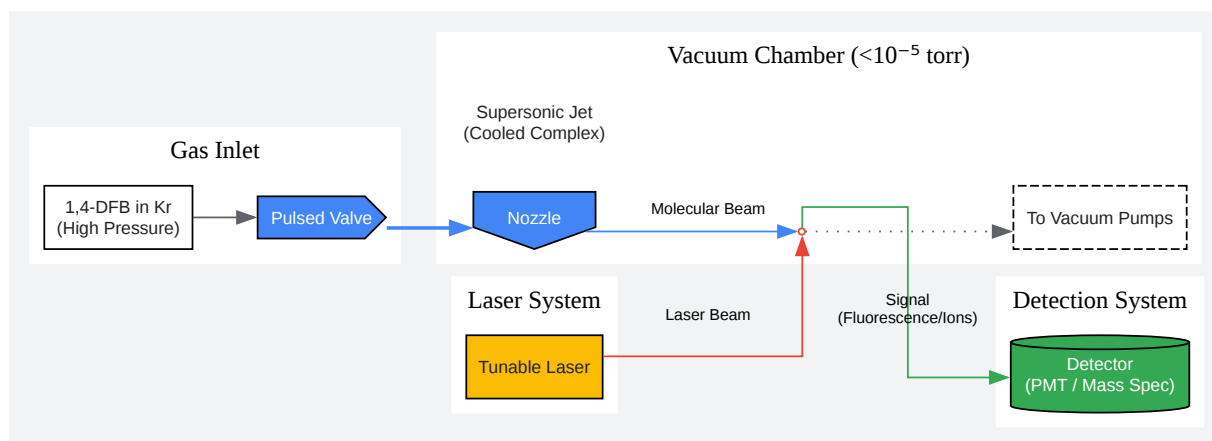 Vacuum Chamber (<10⁻⁵ torr)
Supersonic Jet
(Cooled Complex)
Gas Inlet
1,4-DFB in Kr
(High Pressure)
Pulsed Valve
Nozzle
Molecular Beam
To Vacuum Pumps
Laser System
Tunable Laser
Laser Beam
Signal
(Fluorescence/Ions)
Detection System
Detector
(PMT / Mass Spec)